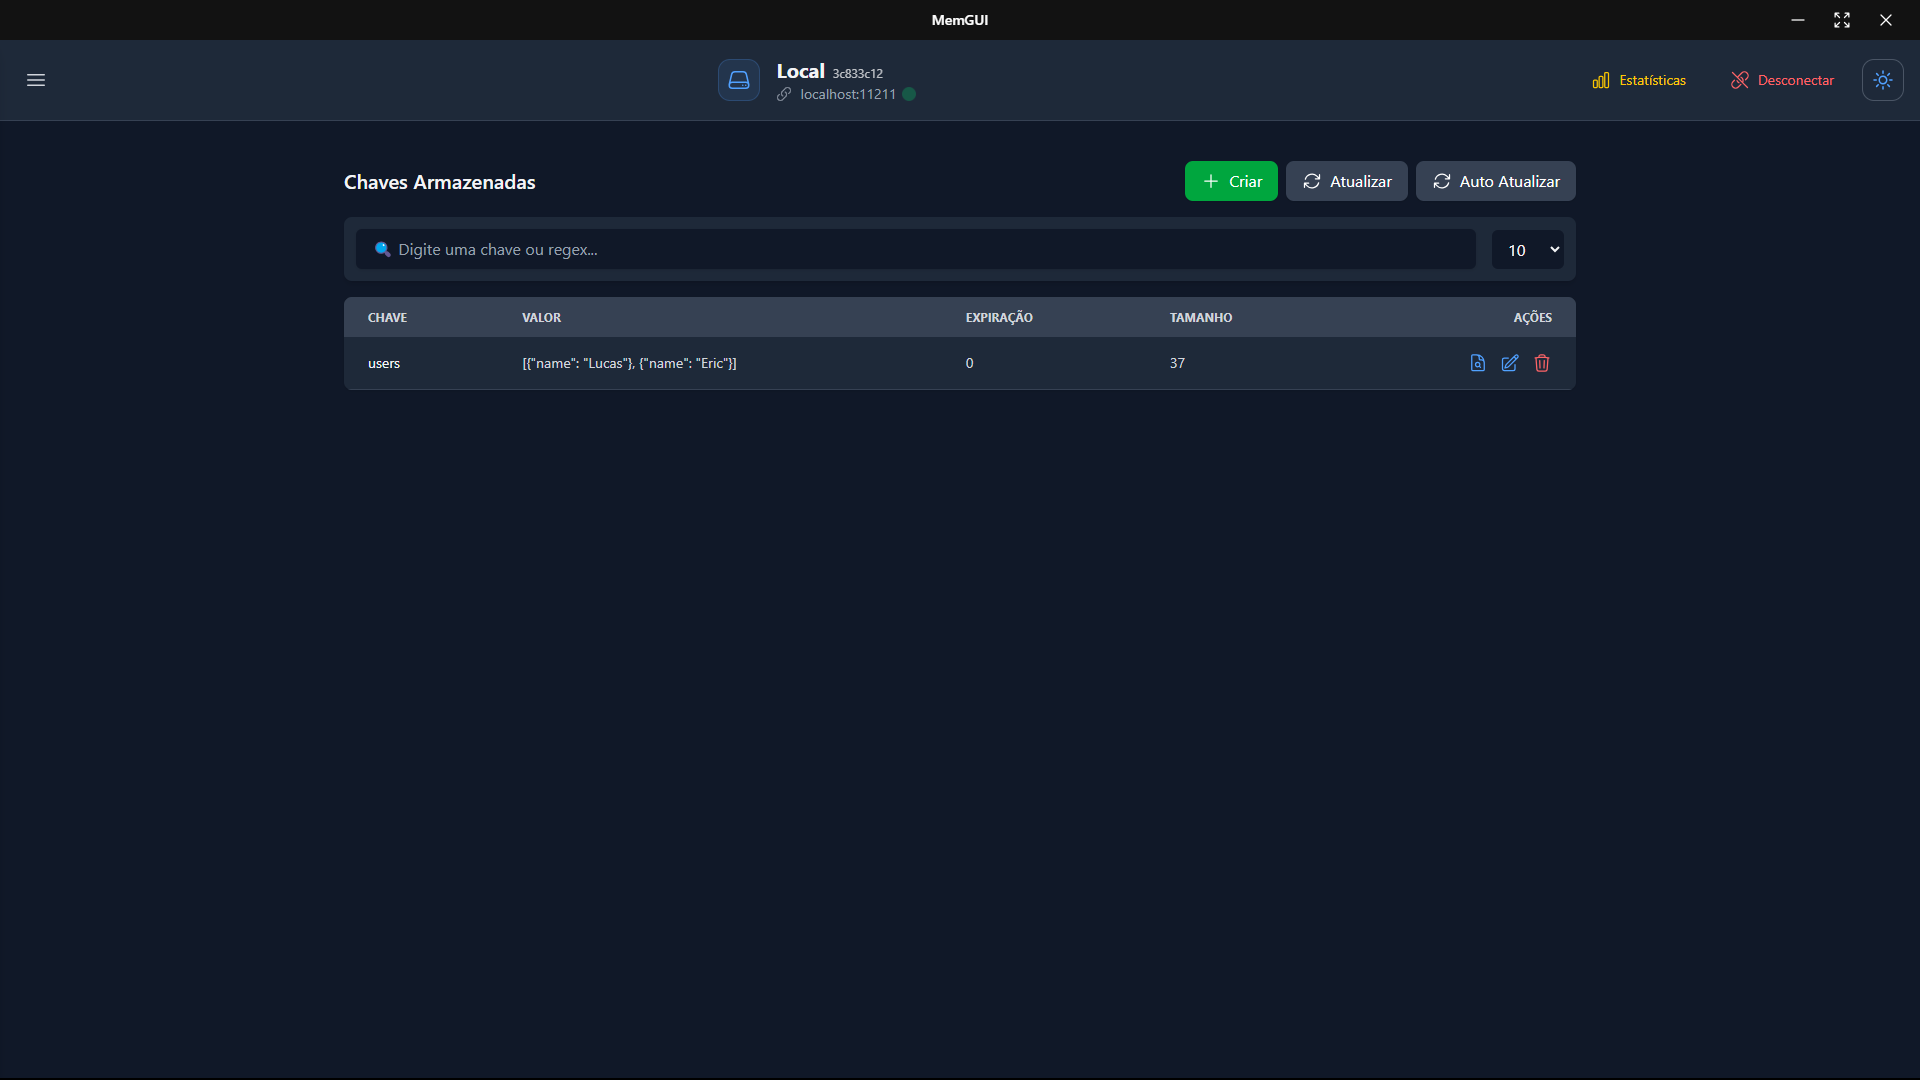 MemGUI
Local 3c833c12
localhost:11211
Estatísticas
Desconectar
Chaves Armazenadas
Criar
Atualizar
Auto Atualizar
Digite uma chave ou regex...
10
CHAVE VALOR EXPIRAÇÃO TAMANHO AÇÕES
users [{"name": "Lucas"}, {"name": "Eric"}] 0 37